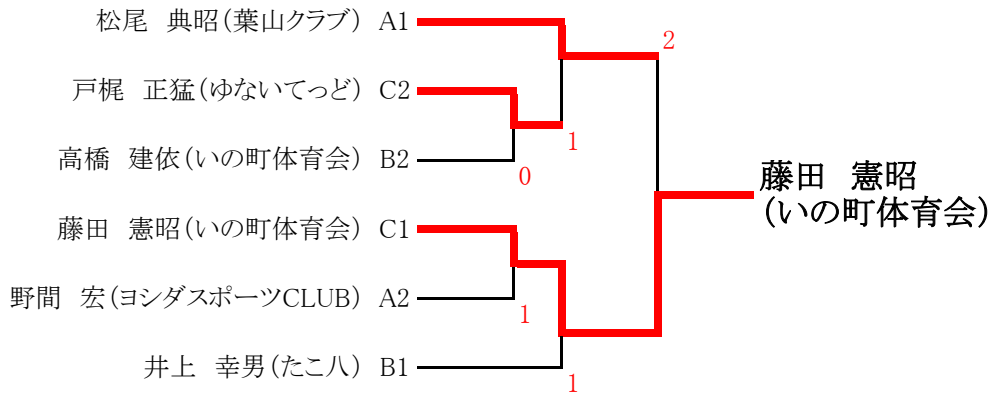 松尾　典昭(葉山クラブ) A1
2
戸梶　正猛(ゆないてっど) C2
1
高橋　建依(いの町体育会) B2
0
藤田　憲昭
(いの町体育会)
藤田　憲昭(いの町体育会) C1
野間　宏(ヨシダスポーツCLUB) A2
1
井上　幸男(たこ八) B1
1